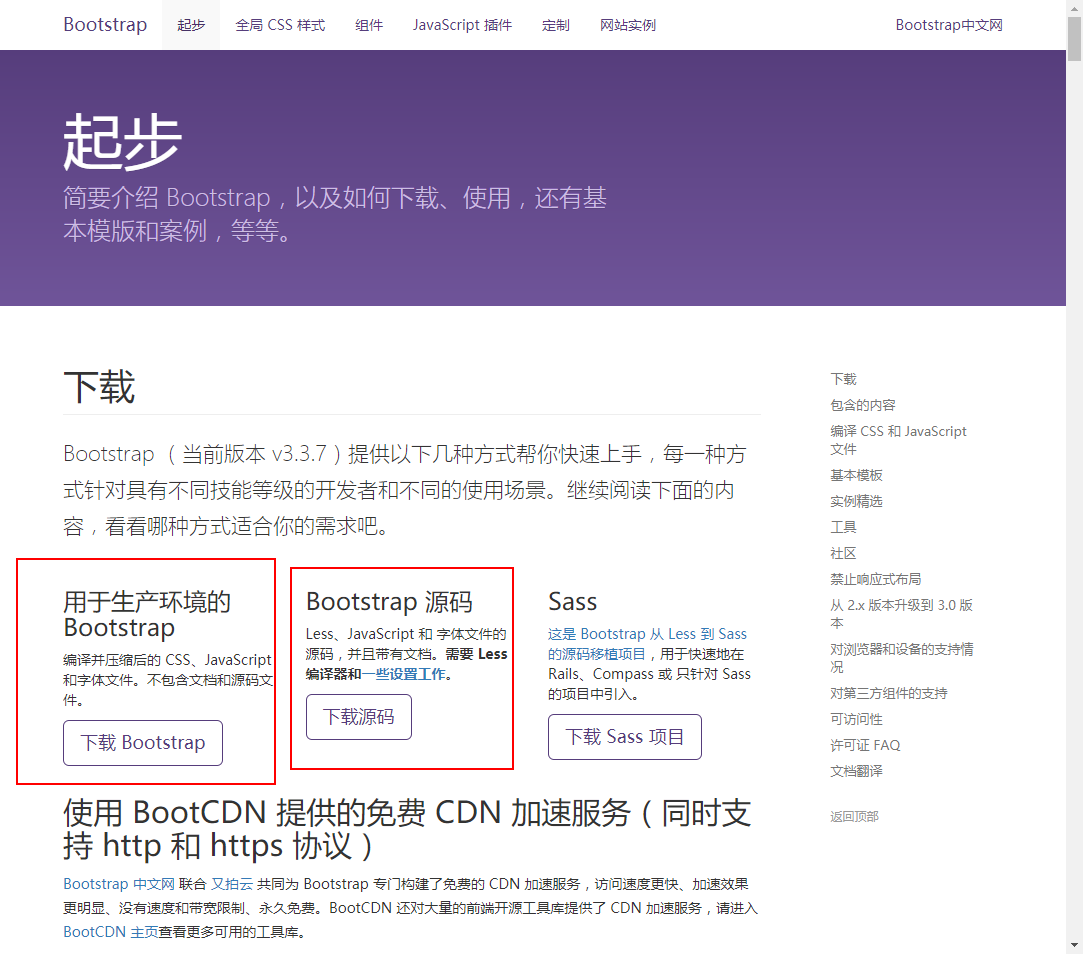 Bootstrap 起步 全局 CSS 样式 组件 JavaScript 插件 定制 网站实例 Bootstrap中文网
起步
简要介绍 Bootstrap，以及如何下载、使用，还有基
本模版和案例，等等。
下载
Bootstrap （当前版本 v3.3.7）提供以下几种方式帮你快速上手，每一种方
式针对具有不同技能等级的开发者和不同的使用场景。继续阅读下面的内
容，看看哪种方式适合你的需求吧。
用于生产环境的
Bootstrap
编译并压缩后的 CSS、JavaScript
和字体文件。不包含文档和源码文
件。
下载 Bootstrap
Bootstrap 源码
Less、JavaScript 和 字体文件的
源码，并且带有文档。需要 Less
编译器和一些设置工作。
下载源码
Sass
这是 Bootstrap 从 Less 到 Sass
的源码移植项目，用于快速地在
Rails、Compass 或 只针对 Sass
的项目中引入。
下载 Sass 项目
使用 BootCDN 提供的免费 CDN 加速服务（同时支
持 http 和 https 协议）
Bootstrap 中文网 联合 又拍云 共同为 Bootstrap 专门构建了免费的 CDN 加速服务，访问速度更快、加速效果
更明显、没有速度和带宽限制、永久免费。BootCDN 还对大量的前端开源工具库提供了 CDN 加速服务，请进入
BootCDN 主页查看更多可用的工具库。
下载
包含的内容
编译 CSS 和 JavaScript
文件
基本模板
实例精选
工具
社区
禁止响应式布局
从 2.x 版本升级到 3.0 版
本
对浏览器和设备的支持情
况
对第三方组件的支持
可访问性
许可证 FAQ
文档翻译
返回顶部